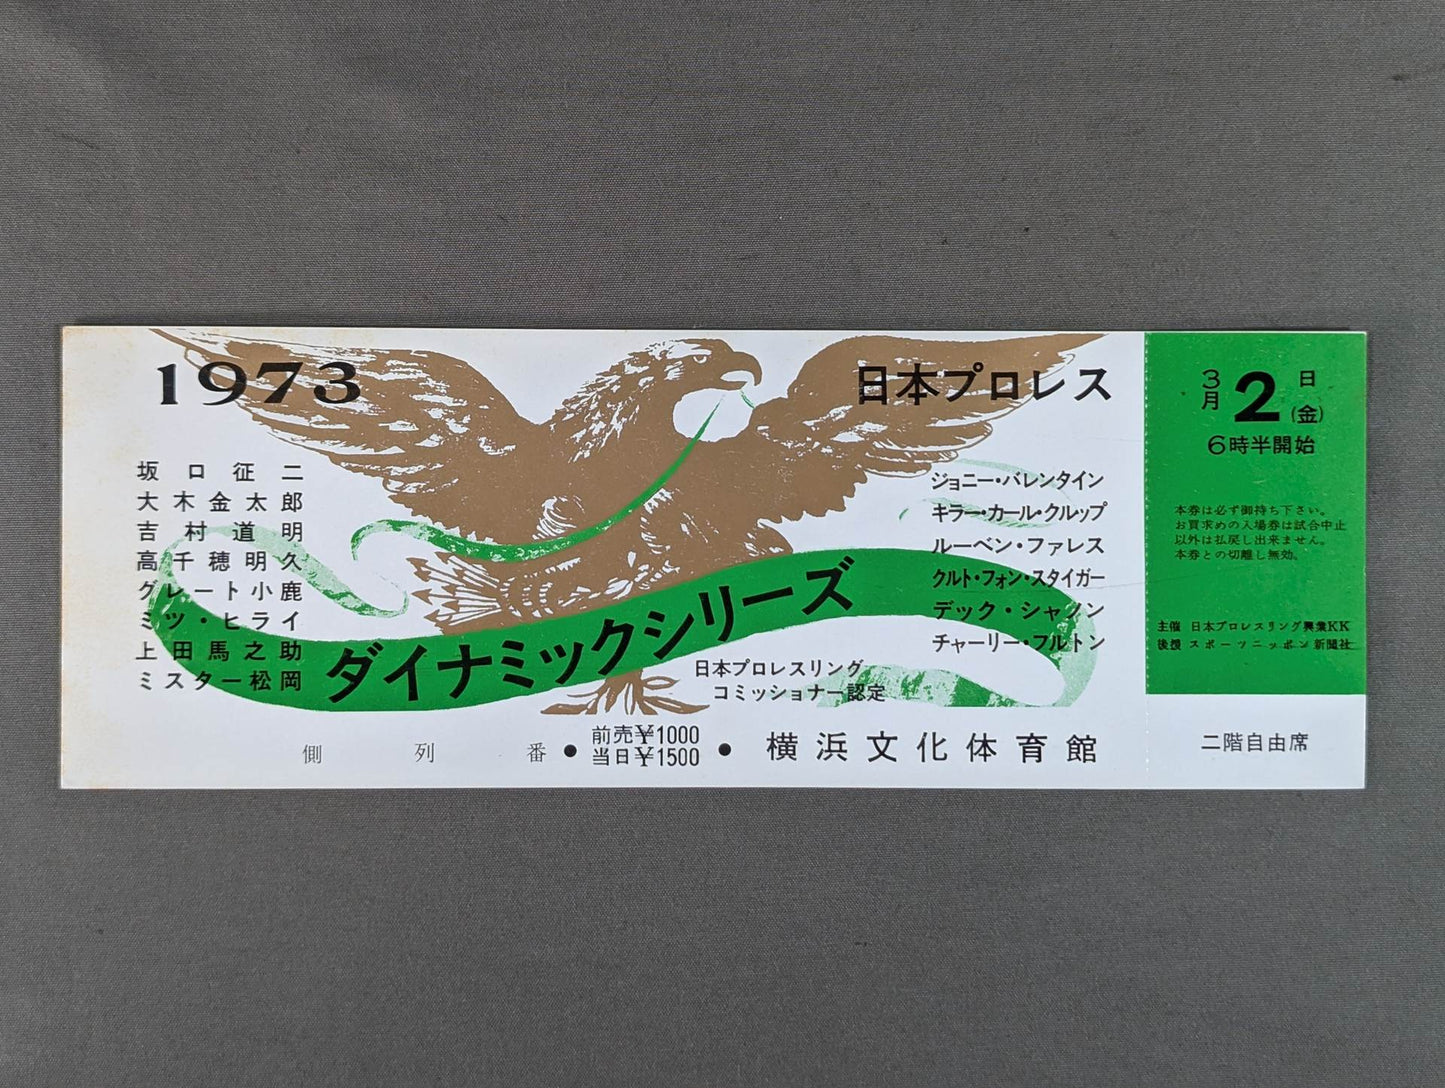 1973
日本プロレス
坂口征二
大木金太郎
吉村道明
高千穂明久
グレート小鹿
ミツ・ヒライ
上田馬之助
ミスター松岡
ダイナミックシリーズ
ジョニー・バレンタイン
キラー・カール・クルップ
ルーベン・ファレス
クルト・フォン・スタイガー
デック・シャノン
チャーリー・フルトン
日本プロレスリング
コミッショナー認定
側 列 番 ● 前売¥1000 当日¥1500 ● 横浜文化体育館
3月2日(金)
6時半開始
本券は必ず御持ち下さい。
お買求めの入場券は試合中止
以外は払戻し出来ません。
本券との切離し無効。
主催 日本プロレスリング興業KK
後援 スポーツニッポン新聞社
二階自由席